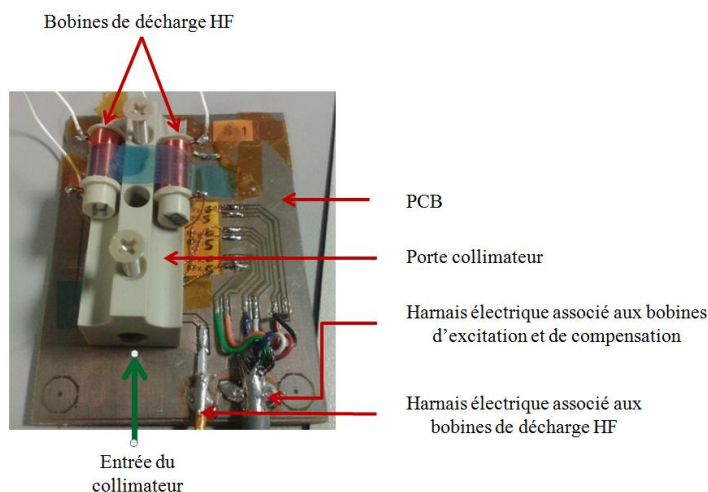 Bobines de décharge HF
PCB
Porte collimateur
Harnais électrique associé aux bobines
d’excitation et de compensation
Harnais électrique associé aux
bobines de décharge HF
Entrée du
collimateur